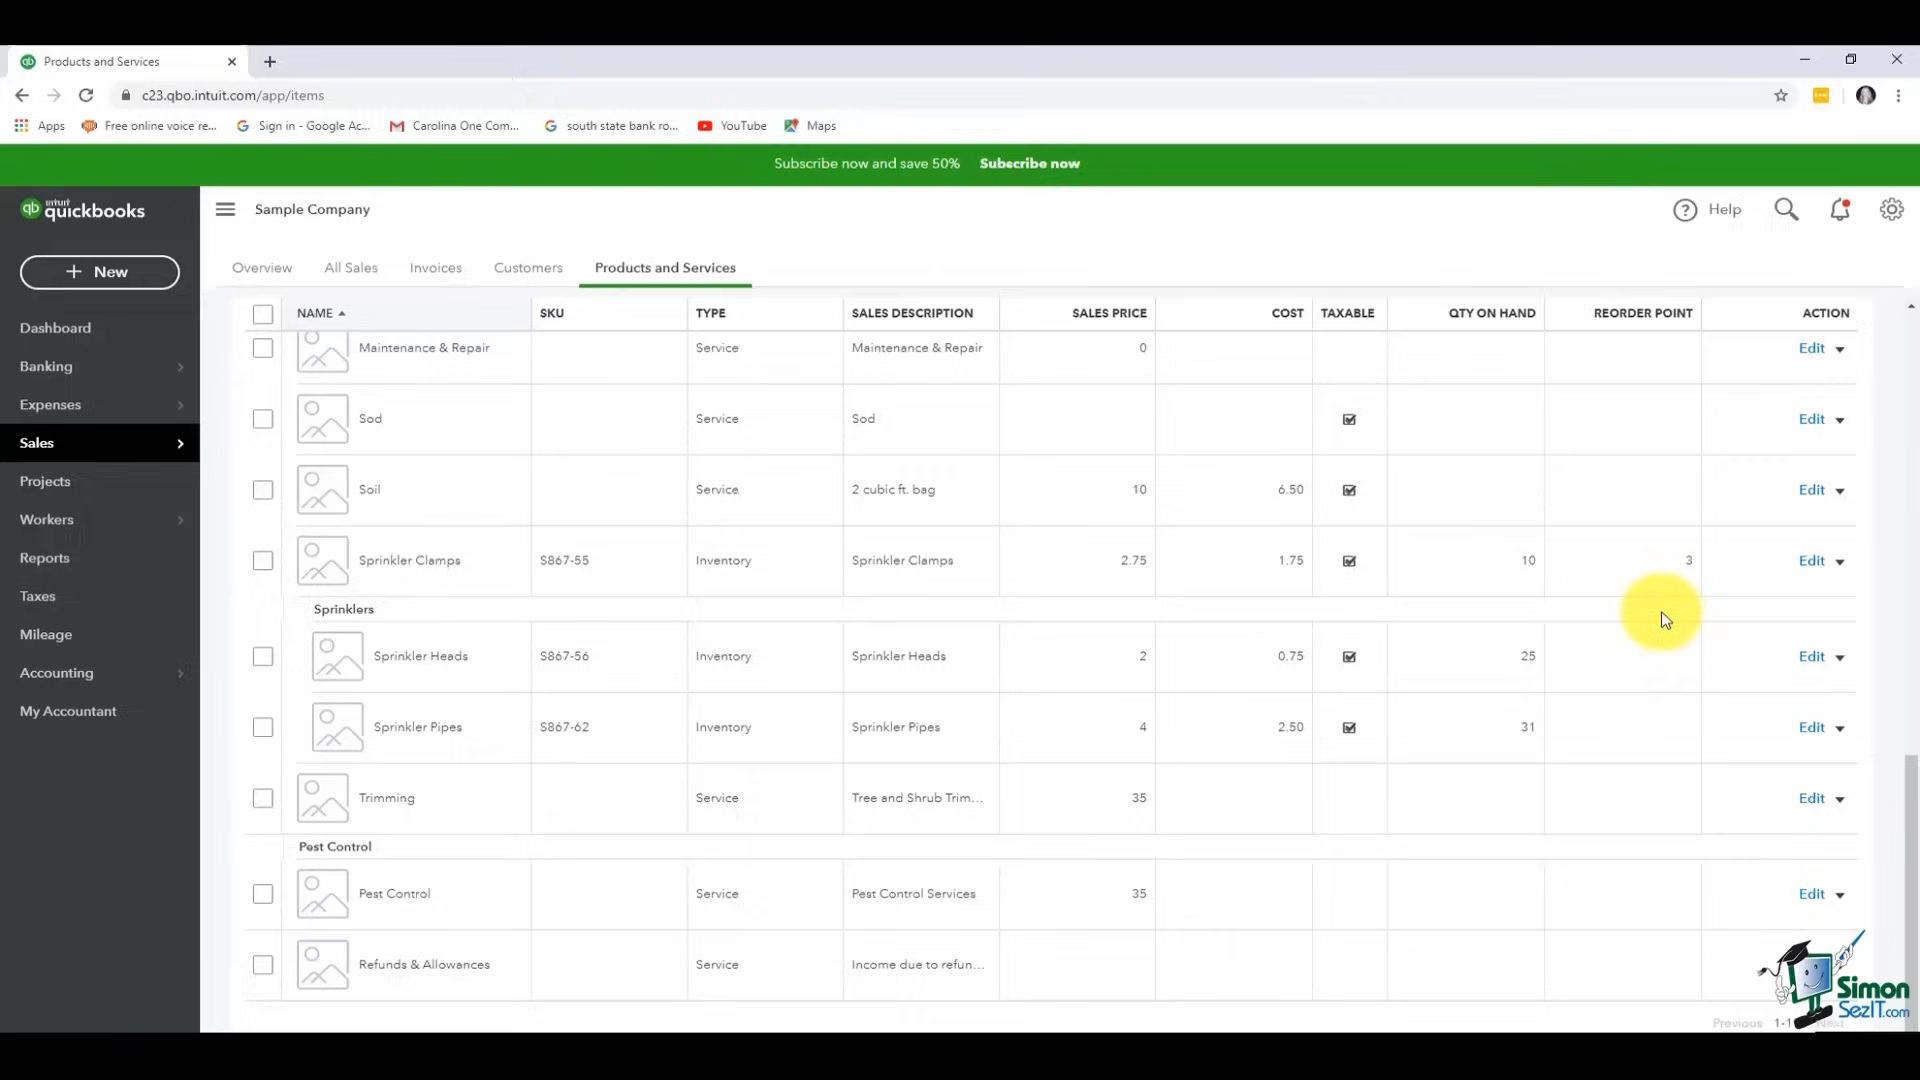 Products and Services
c23.qbo.intuit.com/app/items
Apps Free online voice re... Sign in - Google Ac... Carolina One Com... south state bank ro... YouTube Maps
Subscribe now and save 50% Subscribe now
intuit quickbooks
Sample Company
Help
+ New
Overview All Sales Invoices Customers Products and Services
Dashboard
Banking
Expenses
Sales
Projects
Workers
Reports
Taxes
Mileage
Accounting
My Accountant
NAME SKU TYPE SALES DESCRIPTION SALES PRICE COST TAXABLE QTY ON HAND REORDER POINT ACTION
Maintenance & Repair Service Maintenance & Repair 0 Edit
Sod Service Sod Edit
Soil Service 2 cubic ft. bag 10 6.50 Edit
Sprinkler Clamps S867-55 Inventory Sprinkler Clamps 2.75 1.75 10 3 Edit
Sprinklers
Sprinkler Heads S867-56 Inventory Sprinkler Heads 2 0.75 25 Edit
Sprinkler Pipes S867-62 Inventory Sprinkler Pipes 4 2.50 31 Edit
Trimming Service Tree and Shrub Trim... 35 Edit
Pest Control
Pest Control Service Pest Control Services 35 Edit
Refunds & Allowances Service Income due to refun...
Simon
SezIT.com
Previous Next